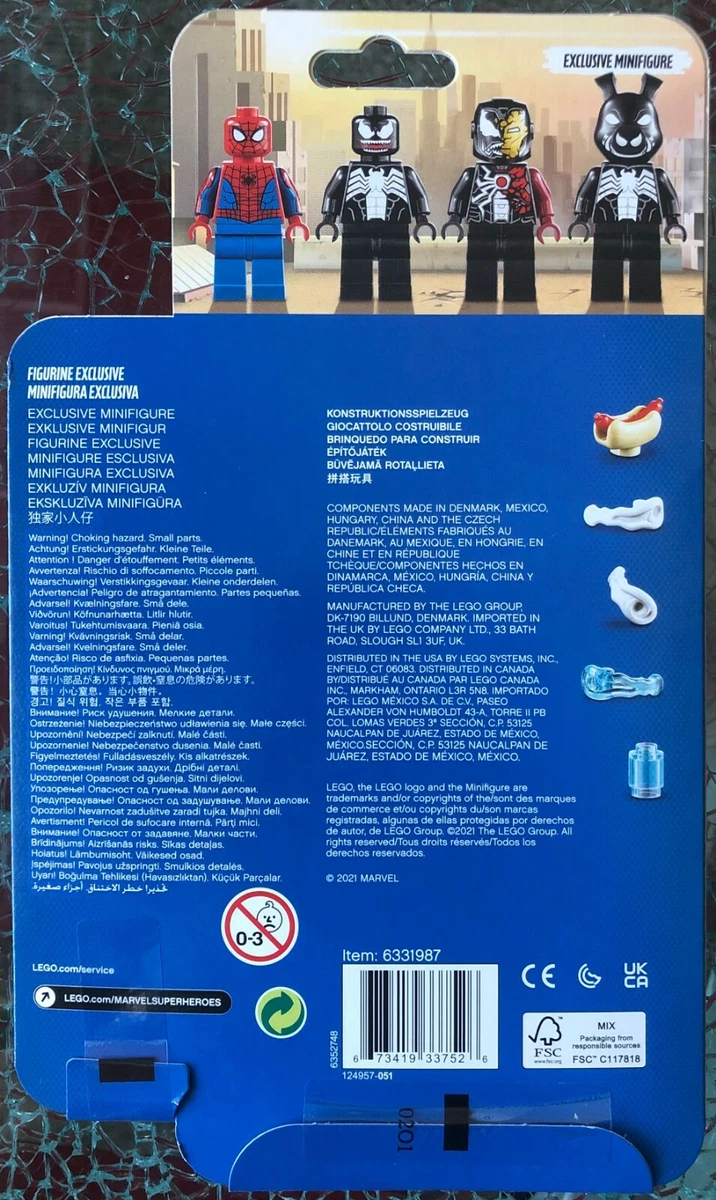 EXCLUSIVE MINIFIGURE
FIGURINE EXCLUSIVE
MINIFIGURA EXCLUSIVA
EXCLUSIVE MINIFIGURE
EXKLUSIVE MINIFIGUR
FIGURINE EXCLUSIVE
MINIFIGURE ESCLUSIVA
MINIFIGURA EXCLUSIVA
EXKLUZÍV MINIFIGURA
EKSKLUZĪVA MINIFIGŪRA
独家小人仔
Warning! Choking hazard. Small parts.
Achtung! Erstickungsgefahr. Kleine Teile.
Attention ! Danger d'étouffement. Petits éléments.
Avvertenza! Rischio di soffocamento. Piccole parti.
Waarschuwing! Verstikkingsgevaar. Kleine onderdelen.
¡Advertencia! Peligro de atragantamiento. Partes pequeñas.
Advarsel! Kvælningsfare. Små dele.
Viðvörun! Köfnunarhætta. Litlir hlutir.
Varoitus! Tukehtumisvaara. Pieniä osia.
Varning! Kvävningsrisk. Små delar.
Advarsel! Kvelningsfare. Små deler.
Atenção! Risco de asfixia. Pequenas partes.
Προειδοποίηση! Κίνδυνος πνιγμού. Μικρά μέρη.
警告!小部品があります。誤飲・窒息の危険があります。
警告! 小心窒息。当心小物件。
경고! 질식 위험. 작은 부품 포함.
Внимание! Риск удушения. Мелкие детали.
Ostrzeżenie! Niebezpieczeństwo udławienia się. Małe części.
Upozornění! Nebezpečí zalknutí. Malé části.
Upozornenie! Nebezpečenstvo dusenia. Malé časti.
Figyelmeztetés! Fulladásveszély. Kis alkatrészek.
Попередження! Ризик задухи. Дрібні деталі.
Upozorenje! Opasnost od gušenja. Sitni dijelovi.
Упозорење! Опасност од гушења. Мали делови.
Предупредување! Опасност од задушување. Мали делови.
Opozorilo! Nevarnost zadušitve zaradi tujka. Majhni deli.
Avertisment! Pericol de sufocare internă. Părţi mici.
Внимание! Опасност от задавяне. Малки части.
Brīdinājums! Aizrīšanās risks. Sīkas detaļas.
Hoiatus! Lämbumisoht. Väikesed osad.
Įspėjimas! Pavojus užspringti. Smulkios detalės.
Uyarı! Boğulma Tehlikesi (Havasızlıktan). Küçük Parçalar.
تحذير! خطر الاختناق. أجزاء صغيرة.
0-3
LEGO.com/service
LEGO.com/MARVELSUPERHEROES
KONSTRUKTIONSSPIELZEUG
GIOCATTOLO COSTRUIBILE
BRINQUEDO PARA CONSTRUIR
ÉPÍTŐJÁTÉK
BŪVĒJAMĀ ROTAĻLIETA
拼搭玩具
COMPONENTS MADE IN DENMARK, MEXICO,
HUNGARY, CHINA AND THE CZECH
REPUBLIC/ÉLÉMENTS FABRIQUÉS AU
DANEMARK, AU MEXIQUE, EN HONGRIE, EN
CHINE ET EN RÉPUBLIQUE
TCHÈQUE/COMPONENTES HECHOS EN
DINAMARCA, MÉXICO, HUNGRÍA, CHINA Y
REPÚBLICA CHECA.
MANUFACTURED BY THE LEGO GROUP,
DK-7190 BILLUND, DENMARK. IMPORTED IN
THE UK BY LEGO COMPANY LTD., 33 BATH
ROAD, SLOUGH SL1 3UF, UK.
DISTRIBUTED IN THE USA BY LEGO SYSTEMS, INC.,
ENFIELD, CT 06083. DISTRIBUTED IN CANADA
BY/DISTRIBUÉ AU CANADA PAR LEGO CANADA
INC., MARKHAM, ONTARIO L3R 5N8. IMPORTADO
POR: LEGO MÉXICO S.A. DE C.V., PASEO
ALEXANDER VON HUMBOLDT 43-A, TORRE II PB
COL. LOMAS VERDES 3ª SECCIÓN, C.P. 53125
NAUCALPAN DE JUÁREZ, ESTADO DE MÉXICO,
MÉXICO.SECCIÓN, C.P. 53125 NAUCALPAN DE
JUÁREZ, ESTADO DE MÉXICO, MÉXICO.
LEGO, the LEGO logo and the Minifigure are
trademarks and/or copyrights of the/sont des marques
de commerce et/ou copyrights du/son marcas
registradas, algunas de ellas protegidas por derechos
de autor, de LEGO Group. ©2021 The LEGO Group. All
rights reserved/Tous droits réservés/Todos los
derechos reservados.
© 2021 MARVEL
Item: 6331987
6 73419 33752 6
6352748
124957-051
CE
UK
CA
FSC
www.fsc.org
MIX
Packaging from
responsible sources
FSC™ C117818
0201